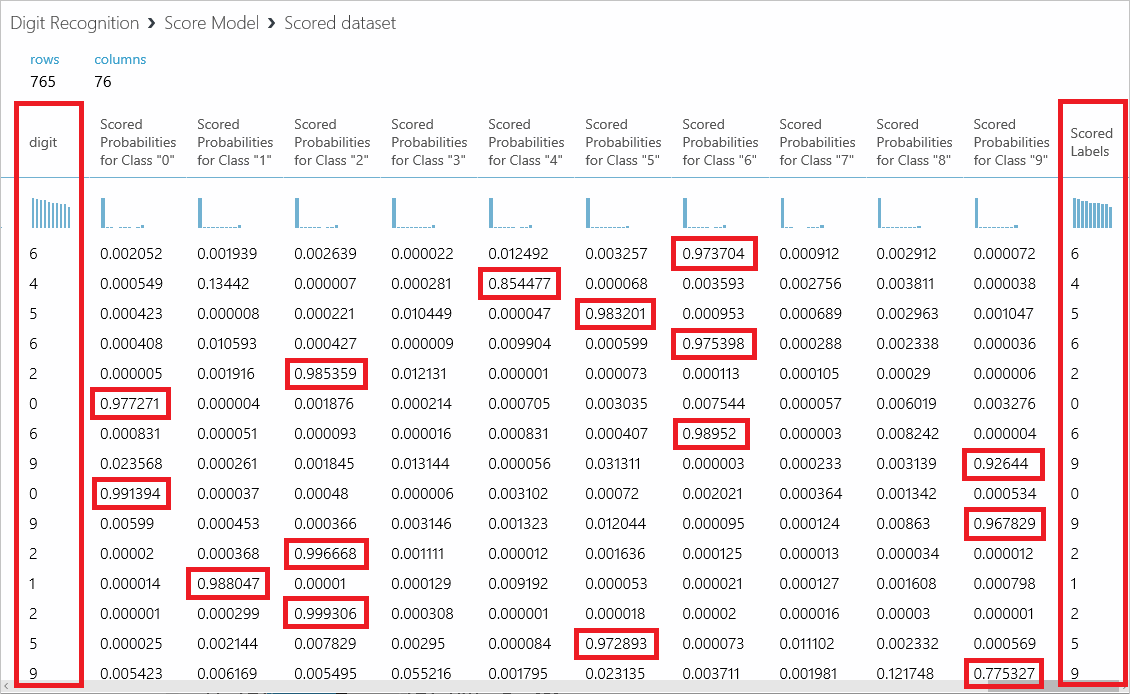 Digit Recognition › Score Model › Scored dataset
rows columns
765 76
digit Scored Probabilities for Class "0" Scored Probabilities for Class "1" Scored Probabilities for Class "2" Scored Probabilities for Class "3" Scored Probabilities for Class "4" Scored Probabilities for Class "5" Scored Probabilities for Class "6" Scored Probabilities for Class "7" Scored Probabilities for Class "8" Scored Probabilities for Class "9" Scored Labels
6 0.002052 0.001939 0.002639 0.000022 0.012492 0.003257 0.973704 0.000912 0.002912 0.000072 6
4 0.000549 0.13442 0.000007 0.000281 0.854477 0.000068 0.003593 0.002756 0.003811 0.000038 4
5 0.000423 0.000008 0.000221 0.010449 0.000047 0.983201 0.000953 0.000689 0.002963 0.001047 5
6 0.000408 0.010593 0.000427 0.000009 0.009904 0.000599 0.975398 0.000288 0.002338 0.000036 6
2 0.000005 0.001916 0.985359 0.012131 0.000001 0.000073 0.000113 0.000105 0.00029 0.000006 2
0 0.977271 0.000004 0.001876 0.000214 0.000705 0.003035 0.007544 0.000057 0.006019 0.003276 0
6 0.000831 0.000051 0.000093 0.000016 0.000831 0.000407 0.98952 0.000003 0.008242 0.000004 6
9 0.023568 0.000261 0.001845 0.013144 0.000056 0.031311 0.000003 0.000233 0.003139 0.92644 9
0 0.991394 0.000037 0.00048 0.000006 0.003102 0.00072 0.002021 0.000364 0.001342 0.000534 0
9 0.00599 0.000453 0.000366 0.003146 0.001323 0.012044 0.000095 0.000124 0.00863 0.967829 9
2 0.00002 0.000368 0.996668 0.001111 0.000012 0.001636 0.000125 0.000013 0.000034 0.000012 2
1 0.000014 0.988047 0.00001 0.000129 0.009192 0.000053 0.000021 0.000127 0.001608 0.000798 1
2 0.000001 0.000299 0.999306 0.000308 0.000001 0.000018 0.00002 0.000016 0.00003 0.000001 2
5 0.000025 0.002144 0.007829 0.00295 0.000084 0.972893 0.000073 0.011102 0.002332 0.000569 5
9 0.005423 0.006169 0.005495 0.055216 0.001795 0.023135 0.003711 0.001981 0.121748 0.775327 9